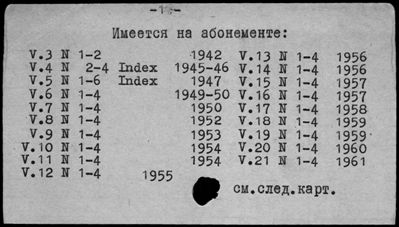 Имеется на абонементе:
V.3 N 1-2 1942 V.13 N 1-4 1956
V.4 N 2-4 Index 1945-46 V.14 N 1-4 1956
V.5 N 1-6 Index 1947 V.15 N 1-4 1957
V.6 N 1-4 1949-50 V.16 N 1-4 1957
V.7 N 1-4 1950 V.17 N 1-4 1958
V.8 N 1-4 1952 V.18 N 1-4 1959
V.9 N 1-4 1953 V.19 N 1-4 1959
V.10 N 1-4 1954 V.20 N 1-4 1960
V.11 N 1-4 1954 V.21 N 1-4 1961
V.12 N 1-4 1955
см.след.карт.